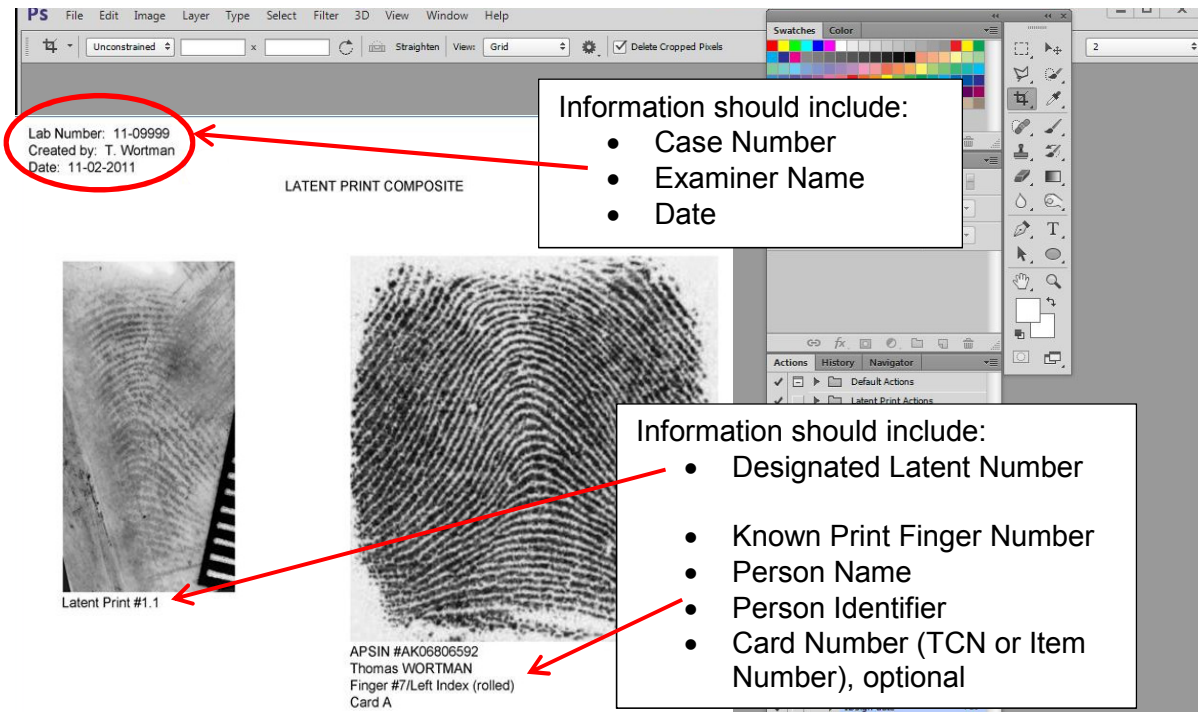 Ps File Edit Image Layer Type Select Filter 3D View Window Help
Unconstrained x Straighten View: Grid Delete Cropped Pixels
Swatches Color
2
Lab Number: 11-09999
Created by: T. Wortman
Date: 11-02-2011
LATENT PRINT COMPOSITE
Information should include:
• Case Number
• Examiner Name
• Date
Actions History Navigator
Default Actions
Latent Print Actions
Information should include:
• Designated Latent Number
• Known Print Finger Number
• Person Name
• Person Identifier
• Card Number (TCN or Item
Number), optional
Latent Print #1.1
APSIN #AK06806592
Thomas WORTMAN
Finger #7/Left Index (rolled)
Card A